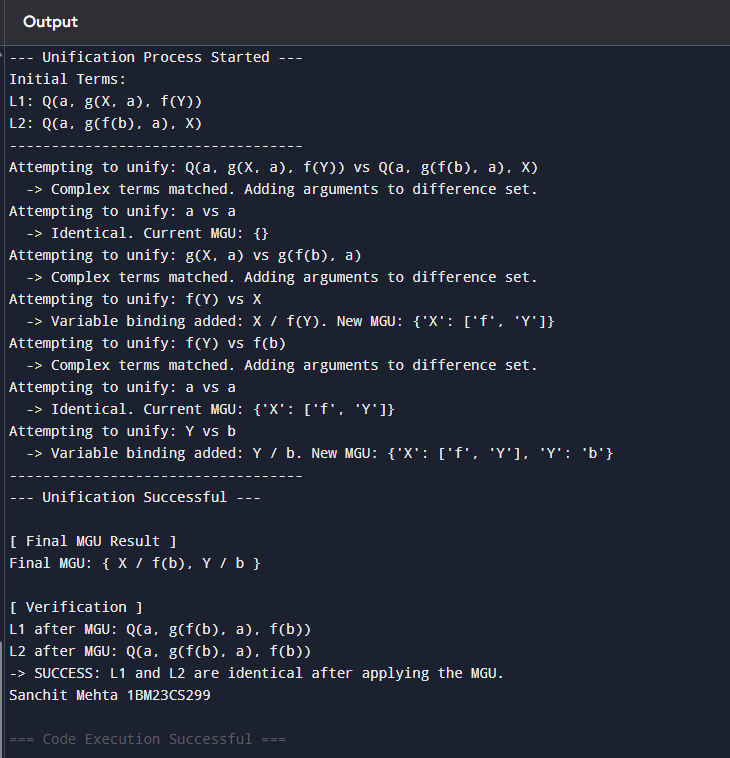 Output
--- Unification Process Started ---
Initial Terms:
L1: Q(a, g(X, a), f(Y))
L2: Q(a, g(f(b), a), X)
-----------------------------------
Attempting to unify: Q(a, g(X, a), f(Y)) vs Q(a, g(f(b), a), X)
  -> Complex terms matched. Adding arguments to difference set.
Attempting to unify: a vs a
  -> Identical. Current MGU: {}
Attempting to unify: g(X, a) vs g(f(b), a)
  -> Complex terms matched. Adding arguments to difference set.
Attempting to unify: f(Y) vs X
  -> Variable binding added: X / f(Y). New MGU: {'X': ['f', 'Y']}
Attempting to unify: f(Y) vs f(b)
  -> Complex terms matched. Adding arguments to difference set.
Attempting to unify: a vs a
  -> Identical. Current MGU: {'X': ['f', 'Y']}
Attempting to unify: Y vs b
  -> Variable binding added: Y / b. New MGU: {'X': ['f', 'Y'], 'Y': 'b'}
-----------------------------------
--- Unification Successful ---

[ Final MGU Result ]
Final MGU: { X / f(b), Y / b }

[ Verification ]
L1 after MGU: Q(a, g(f(b), a), f(b))
L2 after MGU: Q(a, g(f(b), a), f(b))
-> SUCCESS: L1 and L2 are identical after applying the MGU.
Sanchit Mehta 1BM23CS299

=== Code Execution Successful ===